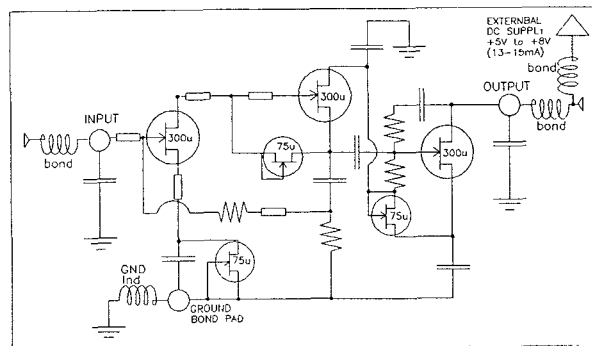 EXTERNBAL
DC SUPPLı
+5V to +8V
(13-15mA)
bond
OUTPUT
bond
INPUT
bond
300u
300u
300u
75u
75u
75u
GND
Ind
GROUND
BOND PAD